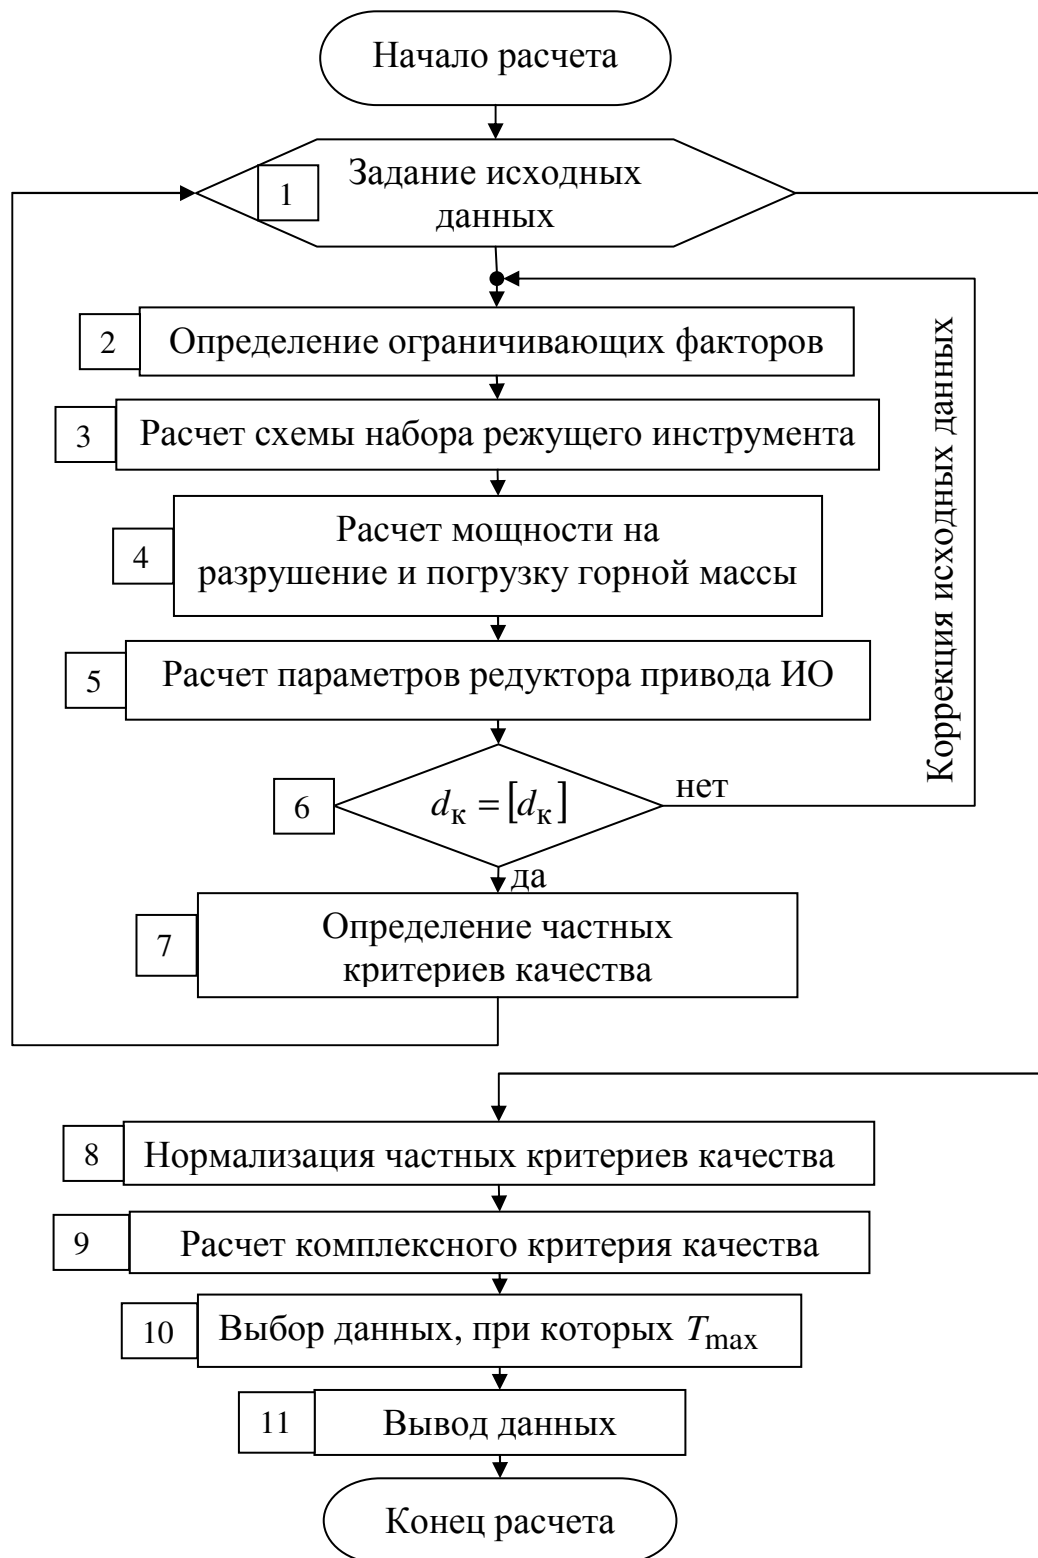 Начало расчета
1
Задание исходных
данных
2
Определение ограничивающих факторов
3
Расчет схемы набора режущего инструмента
4
Расчет мощности на
разрушение и погрузку горной массы
5
Расчет параметров редуктора привода ИО
6
dк = [dк]
нет
Коррекция исходных данных
да
7
Определение частных
критериев качества
8
Нормализация частных критериев качества
9
Расчет комплексного критерия качества
10
Выбор данных, при которых Tmax
11
Вывод данных
Конец расчета